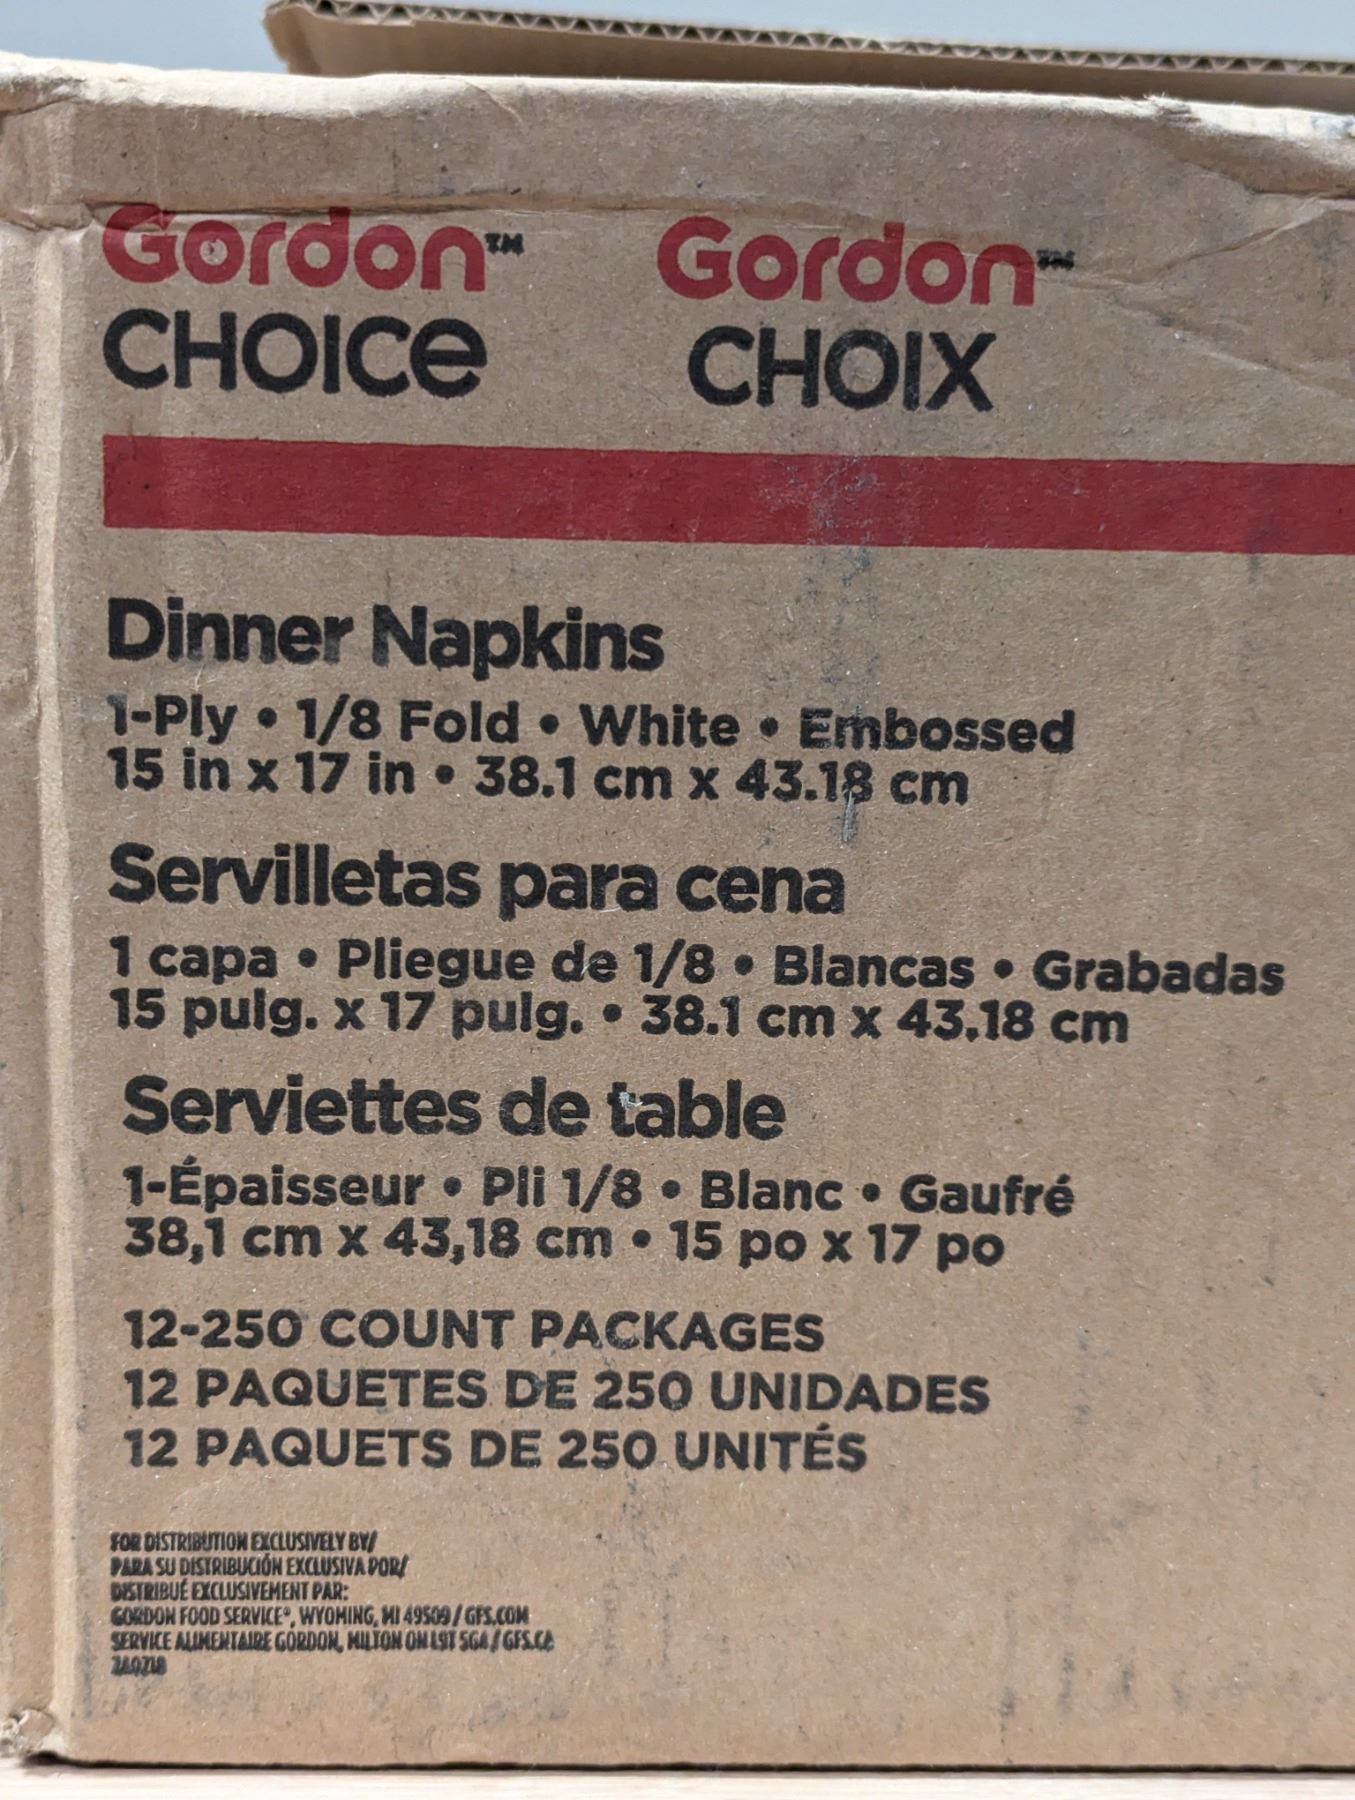 Gordon™ Gordon™
CHOICe CHOIX
Dinner Napkins
1-Ply • 1/8 Fold • White • Embossed
15 in x 17 in • 38.1 cm x 43.18 cm
Servilletas para cena
1 capa • Pliegue de 1/8 • Blancas • Grabadas
15 pulg. x 17 pulg. • 38.1 cm x 43.18 cm
Serviettes de table
1-Épaisseur • Pli 1/8 • Blanc • Gaufré
38,1 cm x 43,18 cm • 15 po x 17 po
12-250 COUNT PACKAGES
12 PAQUETES DE 250 UNIDADES
12 PAQUETS DE 250 UNITÉS
FOR DISTRIBUTION EXCLUSIVELY BY/
PARA SU DISTRIBUCIÓN EXCLUSIVA POR/
DISTRIBUÉ EXCLUSIVEMENT PAR:
GORDON FOOD SERVICE®, WYOMING, MI 49509 / GFS.COM
SERVICE ALIMENTAIRE GORDON, MILTON ON L9T 5G4 / GFS.CA